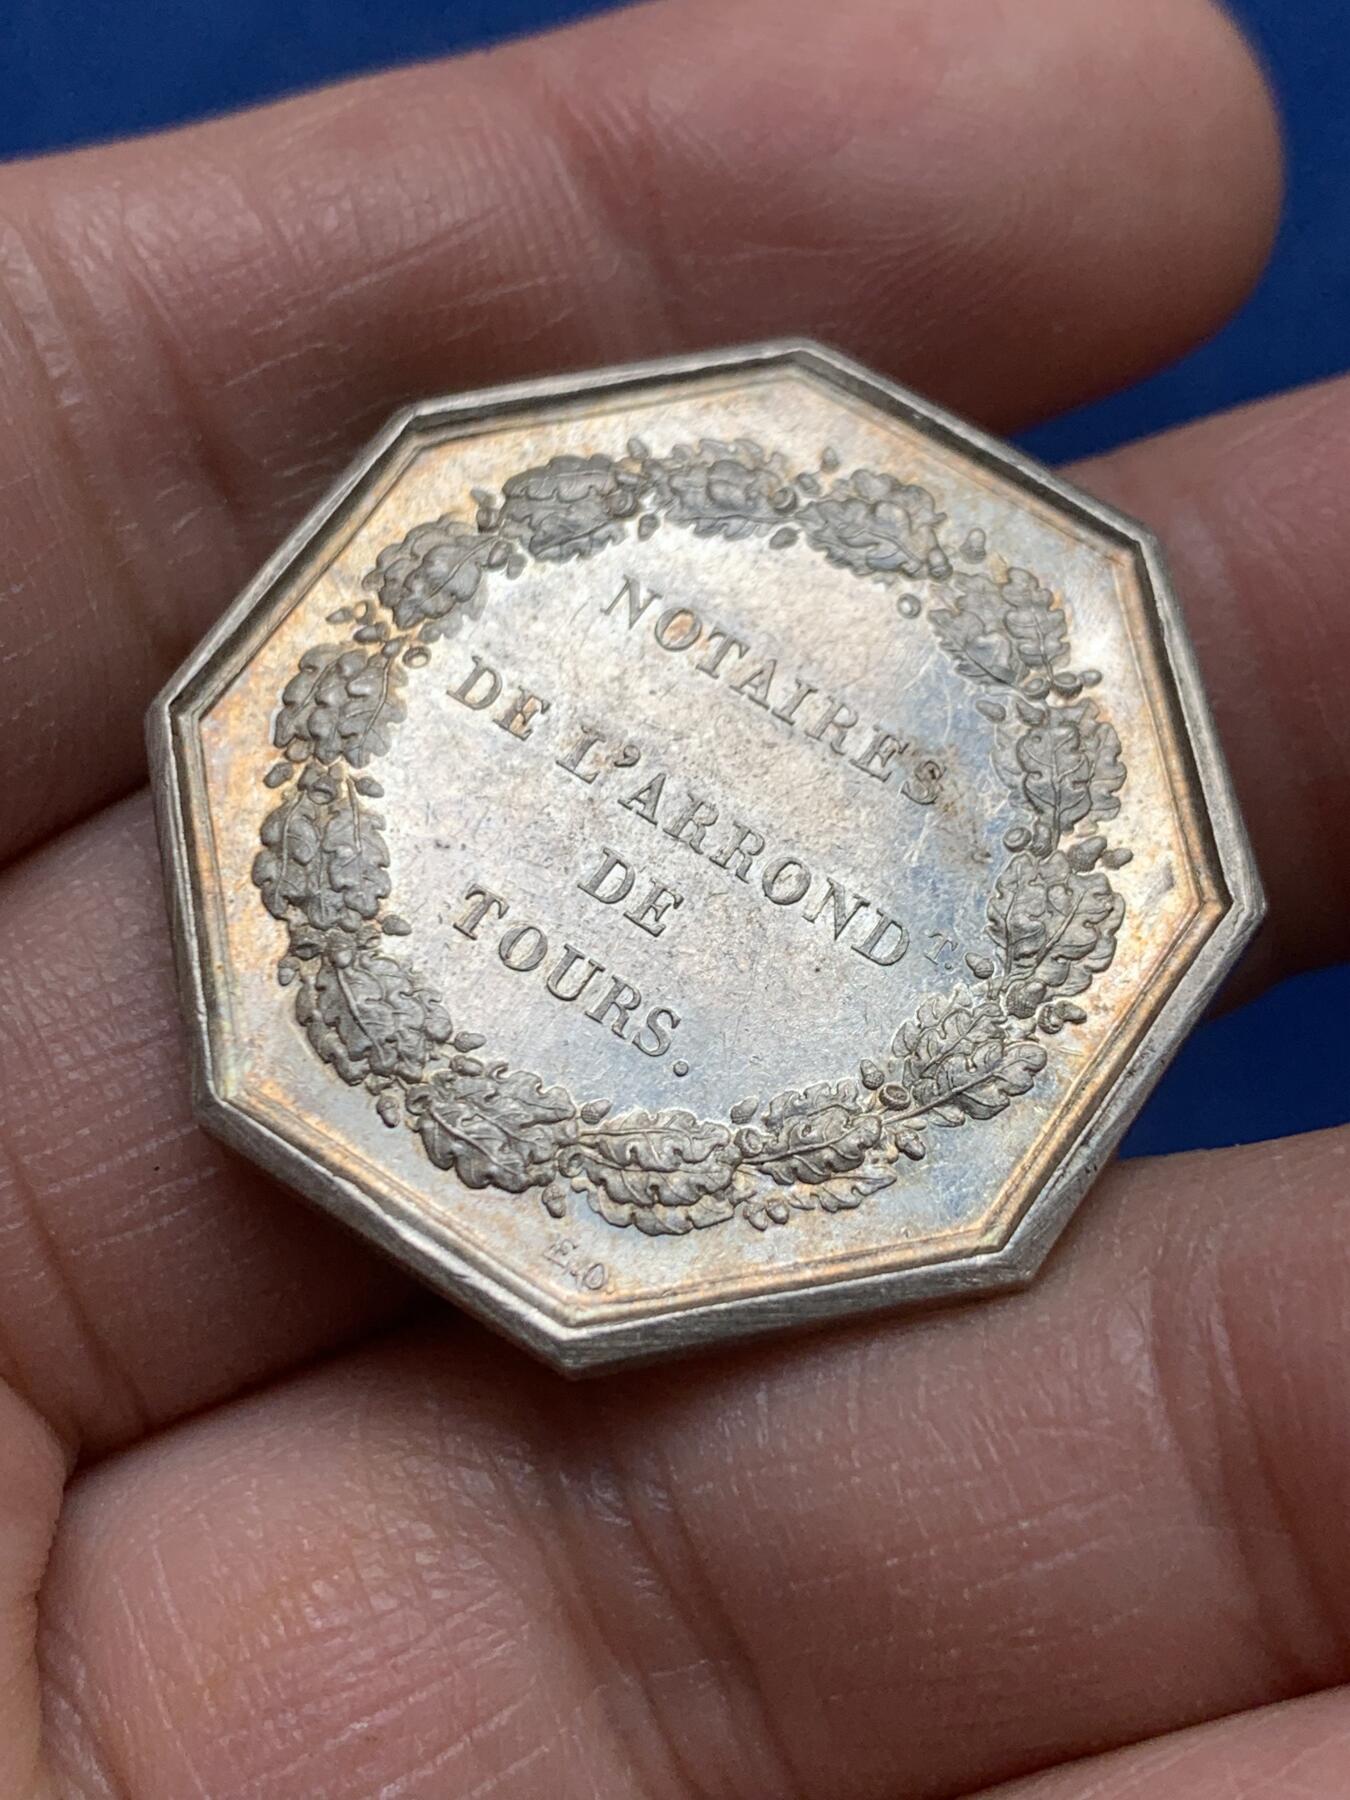 NOTAIRES
DE L'ARROND T.
DE
TOURS.
E.O.